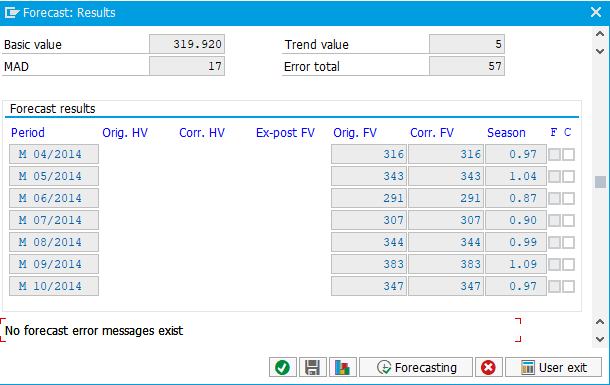 Forecast: Results
Basic value 319.920 Trend value 5
MAD 17 Error total 57
Forecast results
Period Orig. HV Corr. HV Ex-post FV Orig. FV Corr. FV Season F C
M 04/2014 316 316 0.97
M 05/2014 343 343 1.04
M 06/2014 291 291 0.87
M 07/2014 307 307 0.90
M 08/2014 344 344 0.99
M 09/2014 383 383 1.09
M 10/2014 347 347 0.97
No forecast error messages exist
Forecasting User exit